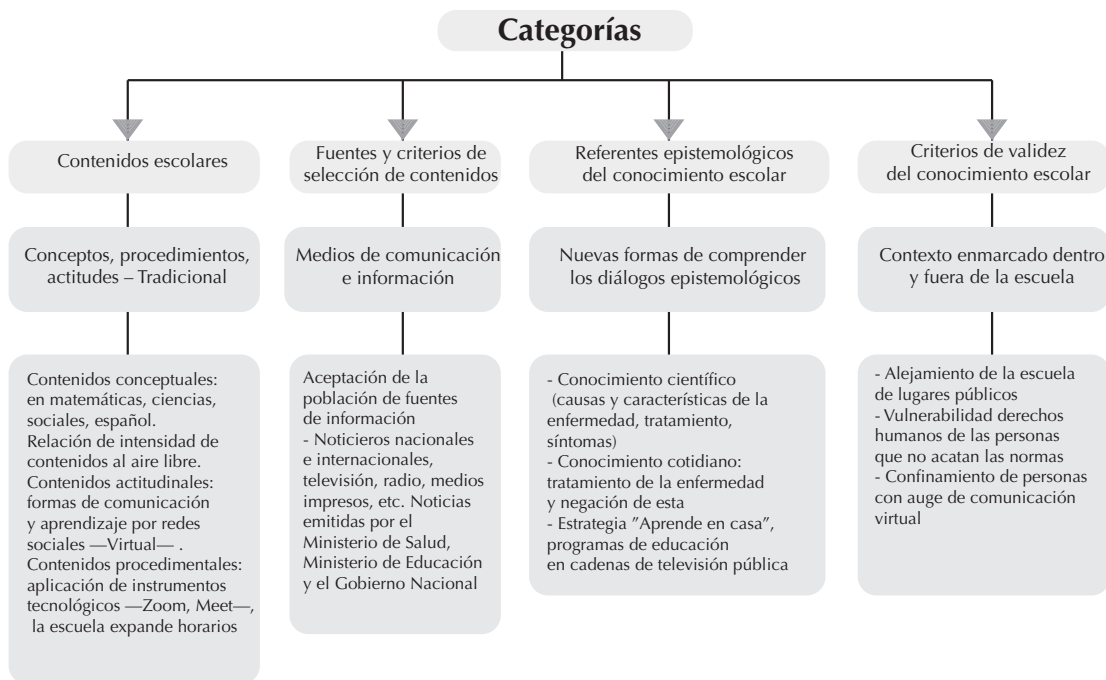 Categorías
Contenidos escolares
Conceptos, procedimientos,
actitudes – Tradicional
Contenidos conceptuales:
en matemáticas, ciencias,
sociales, español.
Relación de intensidad de
contenidos al aire libre.
Contenidos actitudinales:
formas de comunicación
y aprendizaje por redes
sociales —Virtual— .
Contenidos procedimentales:
aplicación de instrumentos
tecnológicos —Zoom, Meet—,
la escuela expande horarios
Fuentes y criterios de
selección de contenidos
Medios de comunicación
e información
Aceptación de la
población de fuentes
de información
- Noticieros nacionales
e internacionales,
televisión, radio, medios
impresos, etc. Noticias
emitidas por el
Ministerio de Salud,
Ministerio de Educación
y el Gobierno Nacional
Referentes epistemológicos
del conocimiento escolar
Nuevas formas de comprender
los diálogos epistemológicos
- Conocimiento científico
(causas y características de la
enfermedad, tratamiento,
síntomas)
- Conocimiento cotidiano:
tratamiento de la enfermedad
y negación de esta
- Estrategia ”Aprende en casa”,
programas de educación
en cadenas de televisión pública
Criterios de validez
del conocimiento escolar
Contexto enmarcado dentro
y fuera de la escuela
- Alejamiento de la escuela
de lugares públicos
- Vulnerabilidad derechos
humanos de las personas
que no acatan las normas
- Confinamiento de personas
con auge de comunicación
virtual